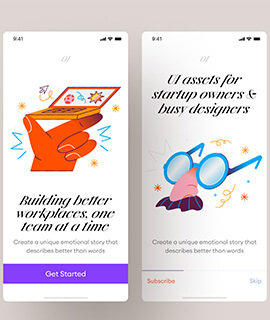 9:41
01
Building better
workplaces, one
team at a time
Create a unique emotional story that
describes better than words
Get Started
9:41
01
UI assets for
startup owners &
busy designers
Create a unique emotional story that
describes better than words
Subscribe
Skip